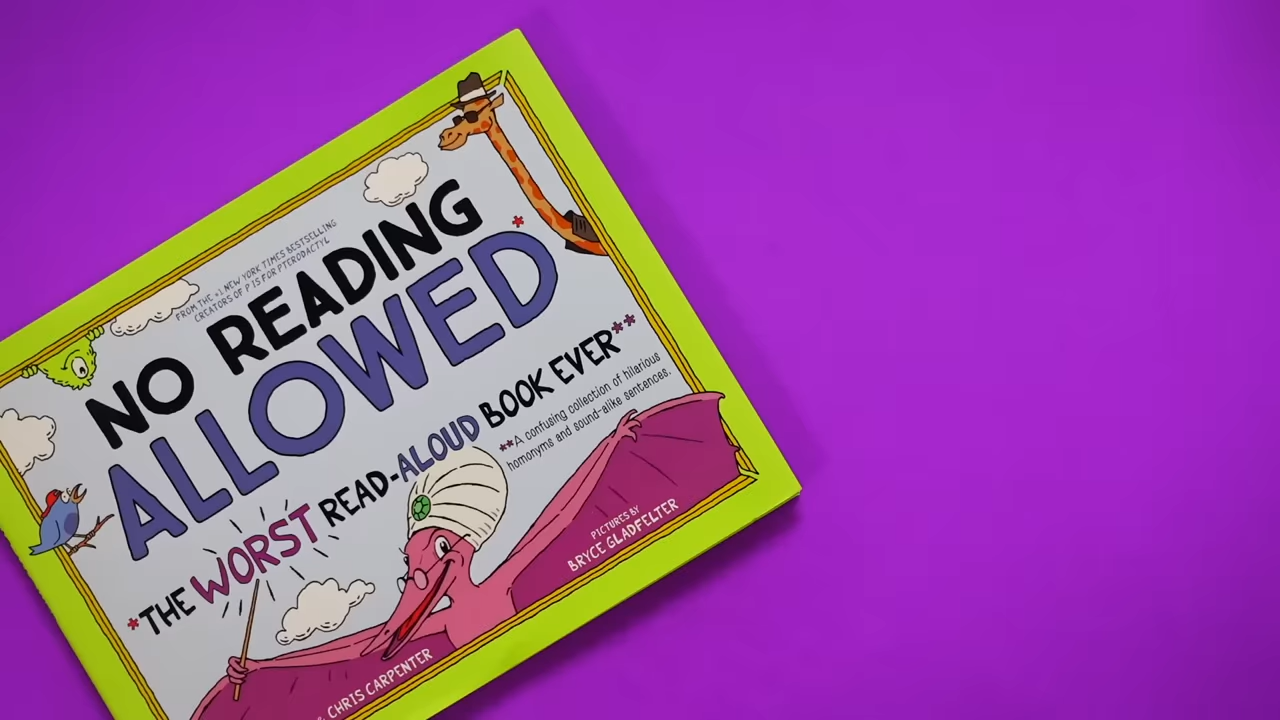 FROM THE #1 NEW YORK TIMES BESTSELLING
CREATORS OF P IS FOR PTERODACTYL
NO READING
ALLOWED*
*THE WORST READ-ALOUD BOOK EVER**
**A confusing collection of hilarious
homonyms and sound-alike sentences.
PICTURES BY
BRYCE GLADFELTER
& CHRIS CARPENTER